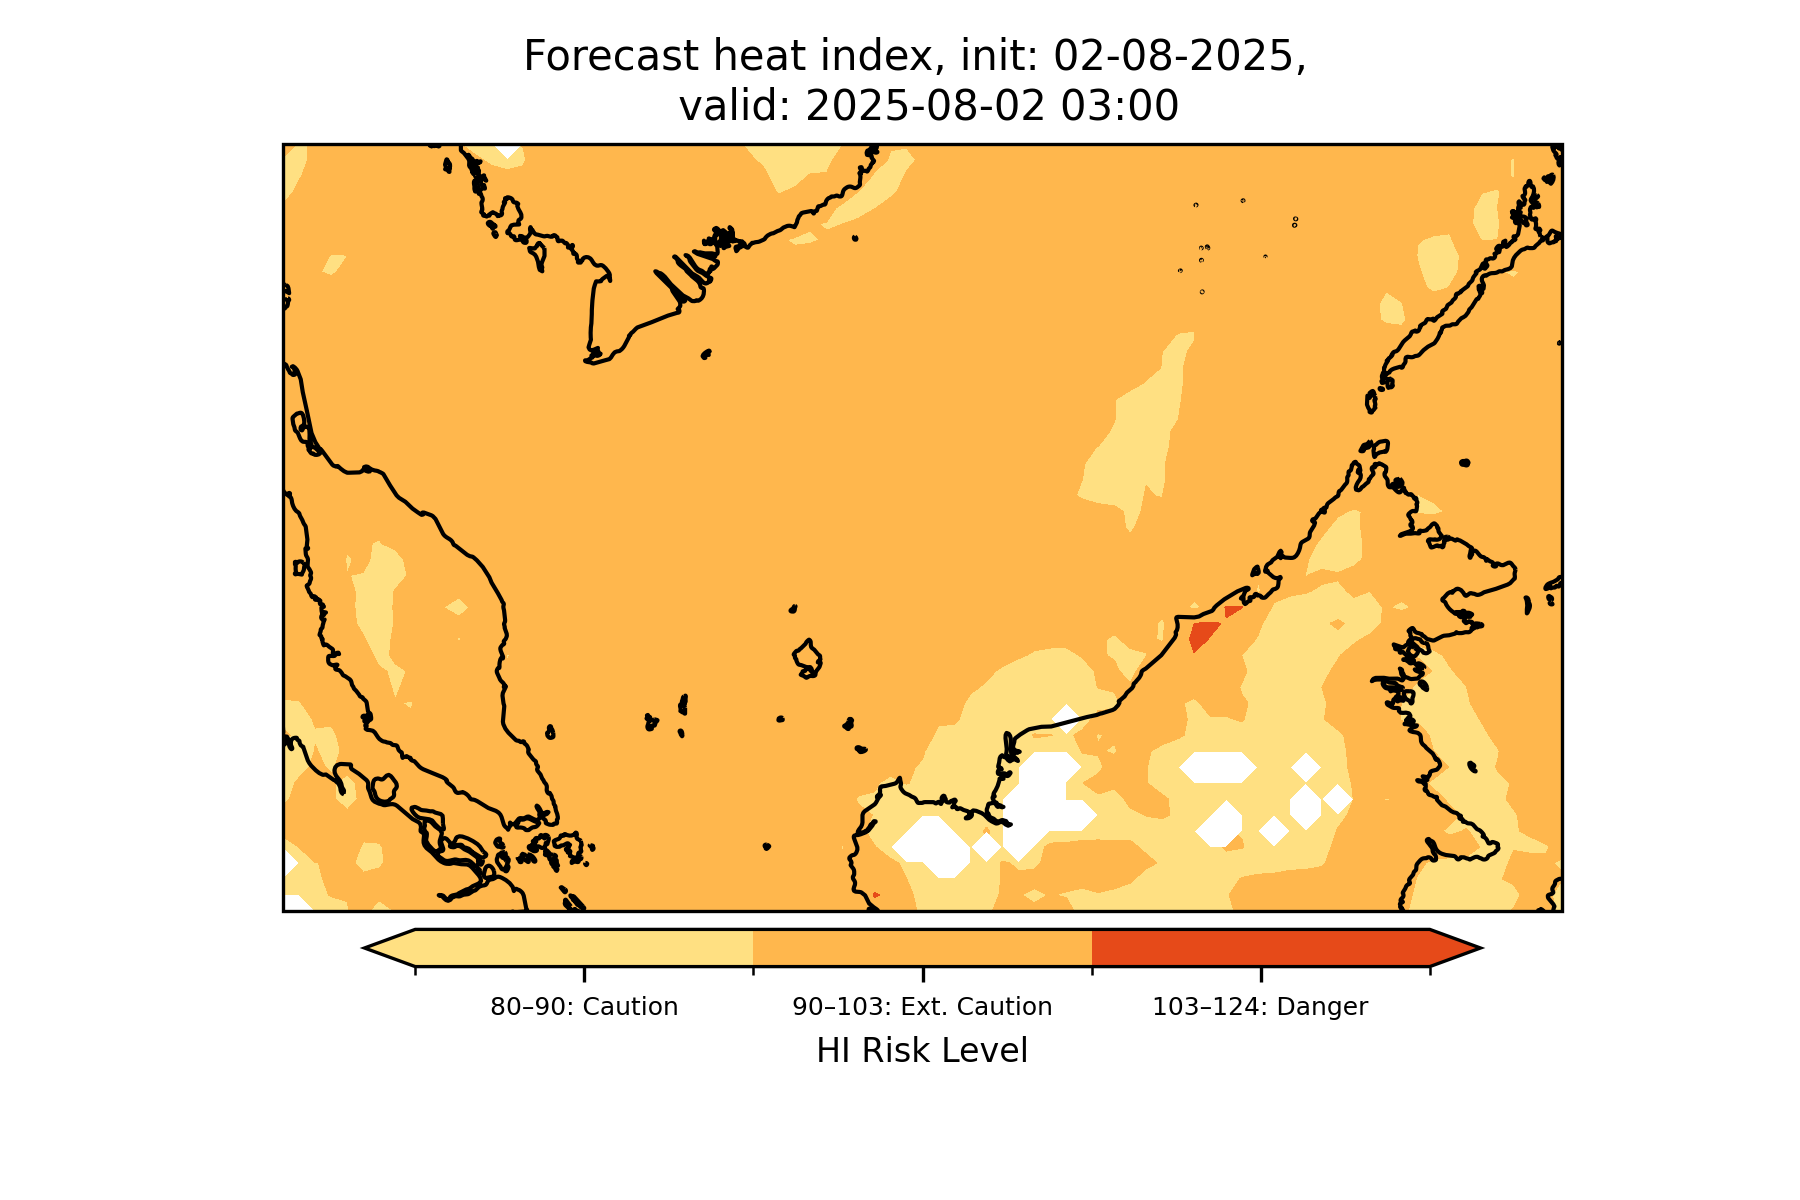 Forecast heat index, init: 02-08-2025,
valid: 2025-08-02 03:00
80–90: Caution
90–103: Ext. Caution
103–124: Danger
HI Risk Level